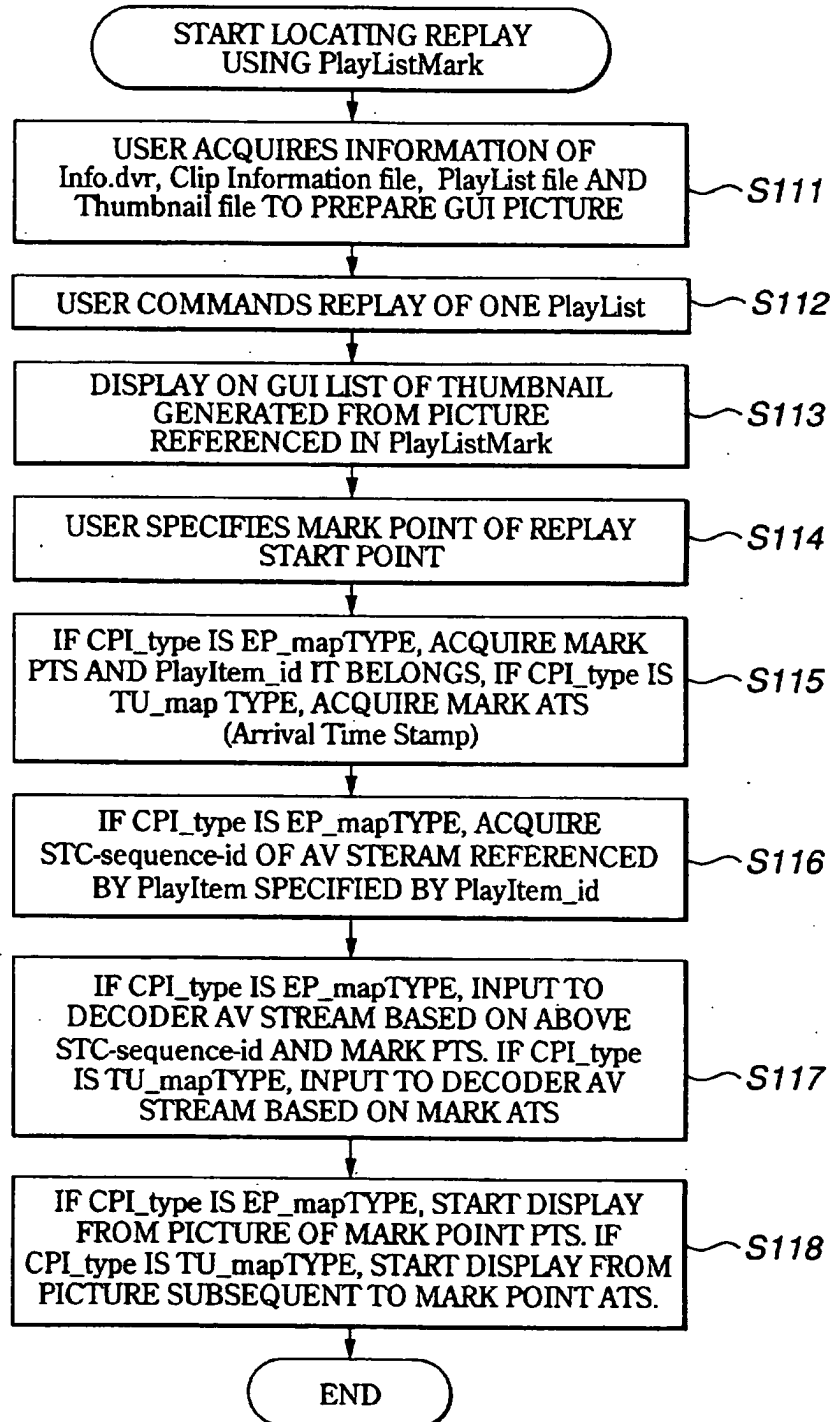 START LOCATING REPLAY
USING PlayListMark
USER ACQUIRES INFORMATION OF
Info.dvr, Clip Information file, PlayList file AND
Thumbnail file TO PREPARE GUI PICTURE
S111
USER COMMANDS REPLAY OF ONE PlayList
S112
DISPLAY ON GUI LIST OF THUMBNAIL
GENERATED FROM PICTURE
REFERENCED IN PlayListMark
S113
USER SPECIFIES MARK POINT OF REPLAY
START POINT
S114
IF CPI_type IS EP_mapTYPE, ACQUIRE MARK
PTS AND PlayItem_id IT BELONGS, IF CPI_type IS
TU_map TYPE, ACQUIRE MARK ATS
(Arrival Time Stamp)
S115
IF CPI_type IS EP_mapTYPE, ACQUIRE
STC-sequence-id OF AV STERAM REFERENCED
BY PlayItem SPECIFIED BY PlayItem_id
S116
IF CPI_type IS EP_mapTYPE, INPUT TO
DECODER AV STREAM BASED ON ABOVE
STC-sequence-id AND MARK PTS. IF CPI_type
IS TU_mapTYPE, INPUT TO DECODER AV
STREAM BASED ON MARK ATS
S117
IF CPI_type IS EP_mapTYPE, START DISPLAY
FROM PICTURE OF MARK POINT PTS. IF
CPI_type IS TU_mapTYPE, START DISPLAY FROM
PICTURE SUBSEQUENT TO MARK POINT ATS.
S118
END